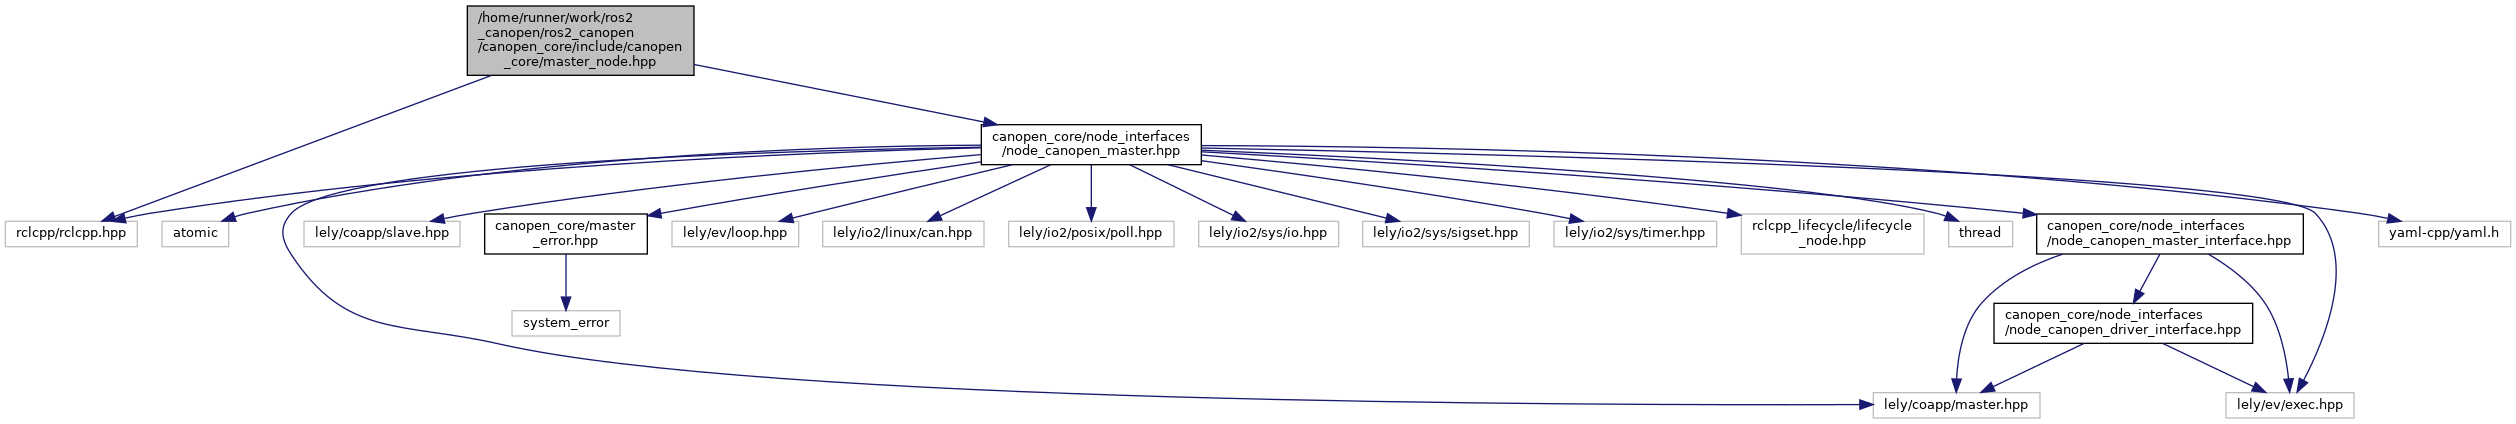 /home/runner/work/ros2
_canopen/ros2_canopen
/canopen_core/include/canopen
_core/master_node.hpp
canopen_core/node_interfaces
/node_canopen_master.hpp
rclcpp/rclcpp.hpp
atomic
lely/coapp/slave.hpp
canopen_core/master
_error.hpp
lely/ev/loop.hpp
lely/io2/linux/can.hpp
lely/io2/posix/poll.hpp
lely/io2/sys/io.hpp
lely/io2/sys/sigset.hpp
lely/io2/sys/timer.hpp
rclcpp_lifecycle/lifecycle
_node.hpp
thread
canopen_core/node_interfaces
/node_canopen_master_interface.hpp
yaml-cpp/yaml.h
system_error
canopen_core/node_interfaces
/node_canopen_driver_interface.hpp
lely/coapp/master.hpp
lely/ev/exec.hpp